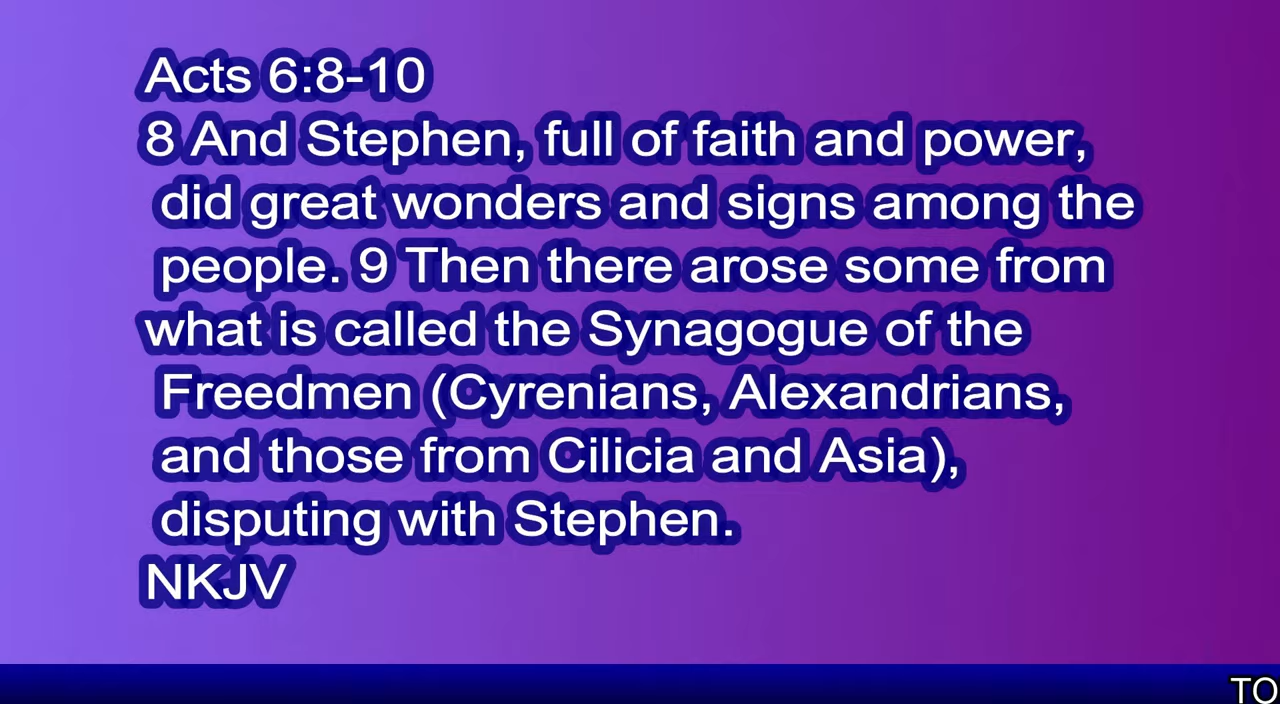 Acts 6:8-10
8 And Stephen, full of faith and power,
did great wonders and signs among the
people. 9 Then there arose some from
what is called the Synagogue of the
Freedmen (Cyrenians, Alexandrians,
and those from Cilicia and Asia),
disputing with Stephen.
NKJV
TO